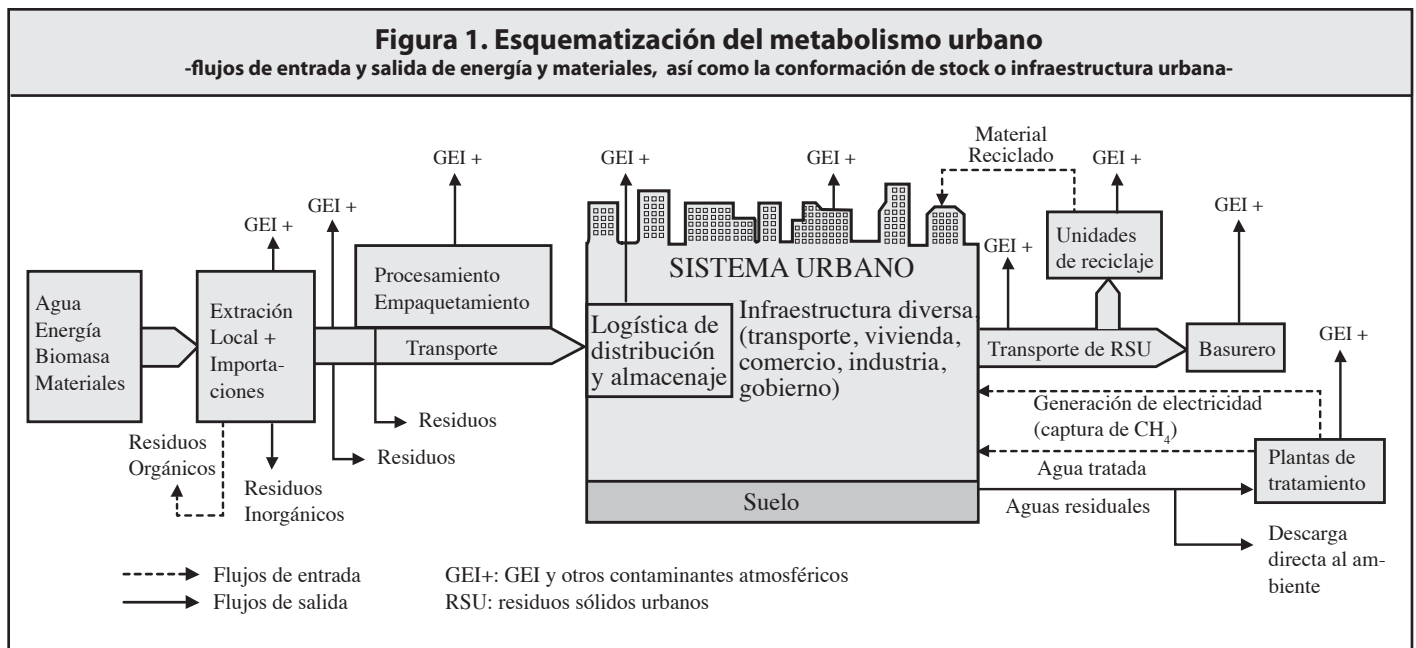 Figura 1. Esquematización del metabolismo urbano
-flujos de entrada y salida de energía y materiales, así como la conformación de stock o infraestructura urbana-
GEI +
GEI +
GEI +
GEI +
GEI +
Material
Reciclado
GEI +
GEI +
GEI +
GEI +
Agua
Energía
Biomasa
Materiales
Extración
Local +
Importa-
ciones
Procesamiento
Empaquetamiento
Transporte
Residuos
Residuos
Residuos
Orgánicos
Residuos
Inorgánicos
SISTEMA URBANO
Logística de
distribución
y almacenaje
Infraestructura diversa.
(transporte, vivienda,
comercio, industria,
gobierno)
Suelo
Unidades
de reciclaje
Transporte de RSU
Basurero
Generación de electricidad
(captura de CH4)
Agua tratada
Aguas residuales
Plantas de
tratamiento
Descarga
directa al am-
biente
Flujos de entrada
Flujos de salida
GEI+: GEI y otros contaminantes atmosféricos
RSU: residuos sólidos urbanos